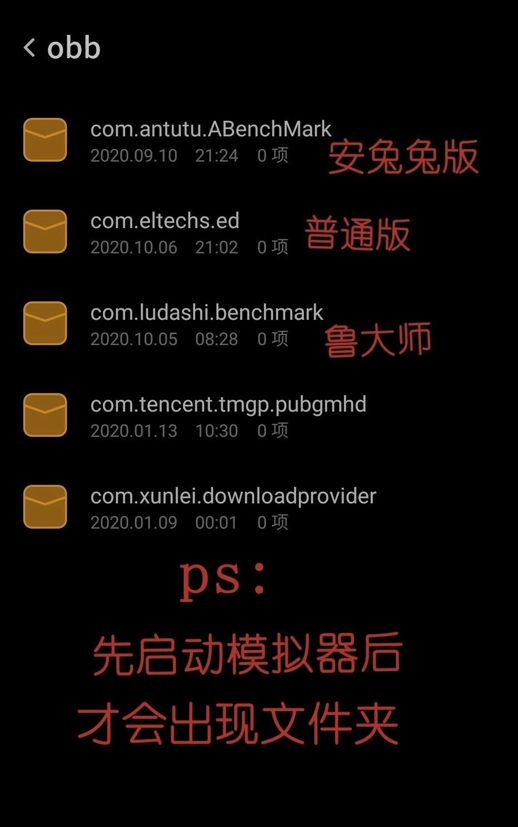 obb
com.antutu.ABenchMark
2020.09.10 21:24 0 项
安兔兔版
com.eltechs.ed
2020.10.06 21:02 0 项
普通版
com.ludashi.benchmark
2020.10.05 08:28 0 项
鲁大师
com.tencent.tmgp.pubgmhd
2020.01.13 10:30 0 项
com.xunlei.downloadprovider
2020.01.09 00:01 0 项
ps:
先启动模拟器后
才会出现文件夹